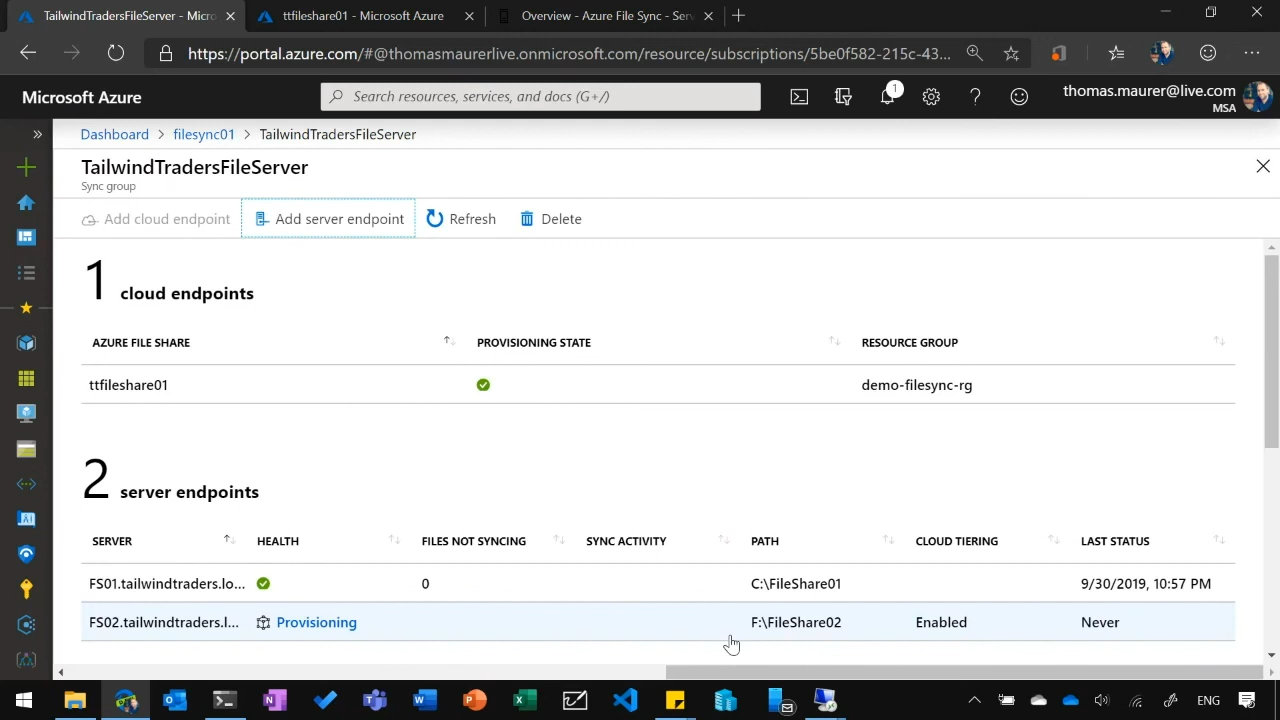 TailwindTradersFileServer - Micro
ttfileshare01 - Microsoft Azure
Overview - Azure File Sync - Serv
https://portal.azure.com/#@thomasmaurerlive.onmicrosoft.com/resource/subscriptions/5be0f582-215c-43...
Microsoft Azure
Search resources, services, and docs (G+/)
1
thomas.maurer@live.com
MSA
Dashboard > filesync01 > TailwindTradersFileServer
TailwindTradersFileServer
Sync group
Add cloud endpoint
Add server endpoint
Refresh
Delete
1 cloud endpoints
AZURE FILE SHARE PROVISIONING STATE RESOURCE GROUP
ttfileshare01 demo-filesync-rg
2 server endpoints
SERVER HEALTH FILES NOT SYNCING SYNC ACTIVITY PATH CLOUD TIERING LAST STATUS
FS01.tailwindtraders.lo... 0 C:\FileShare01 9/30/2019, 10:57 PM
FS02.tailwindtraders.l... Provisioning F:\FileShare02 Enabled Never
ENG